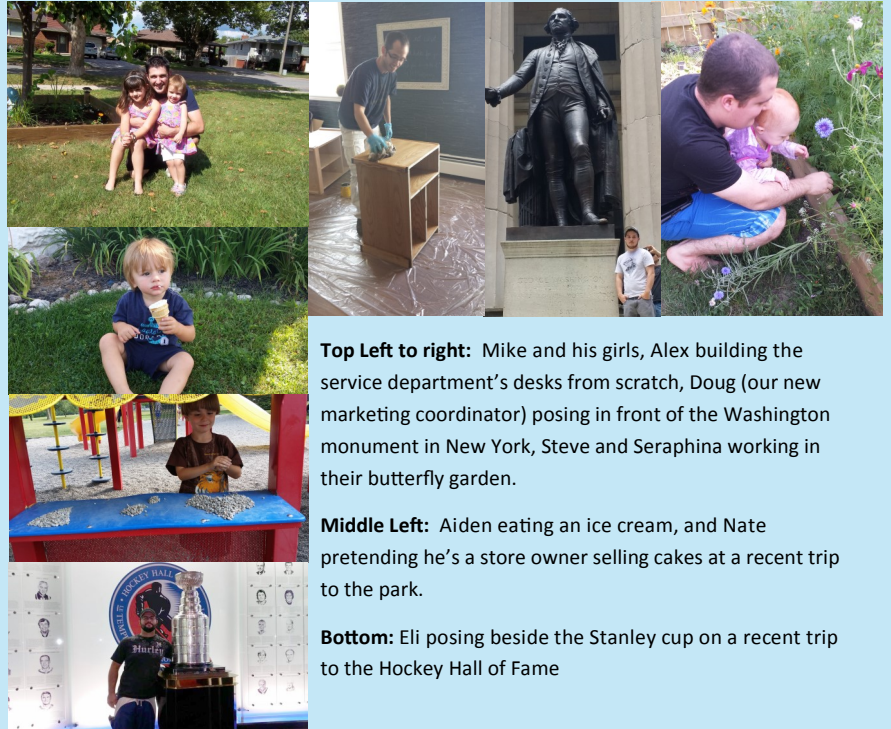 Top Left to right:  Mike and his girls, Alex building the
service department’s desks from scratch, Doug (our new
marketing coordinator) posing in front of the Washington
monument in New York, Steve and Seraphina working in
their butterfly garden.
Middle Left:  Aiden eating an ice cream, and Nate
pretending he’s a store owner selling cakes at a recent trip
to the park.
Bottom: Eli posing beside the Stanley cup on a recent trip
to the Hockey Hall of Fame
HOCKEY HALL
Hurley